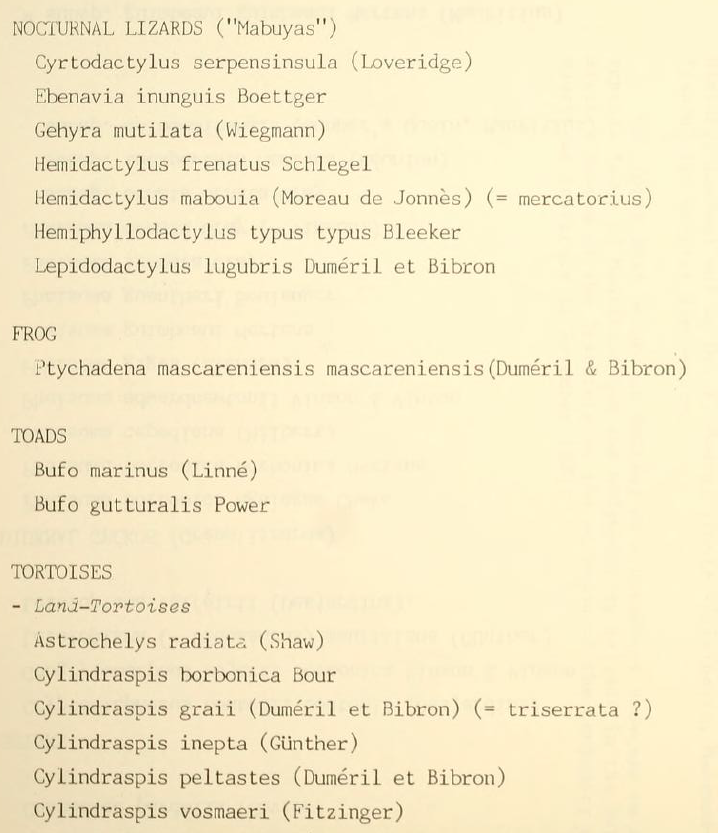 NOCTURNAL LIZARDS ("Mabuyas")
Cyrtodactylus serpensinsula (Loveridge)
Ebenavia inunguis Boettger
Gehyra mutilata (Wiegmann)
Hemidactylus frenatus Schlegel
Hemidactylus mabouia (Moreau de Jonnès) (= mercatorius)
Hemiphyllodactylus typus typus Bleeker
Lepidodactylus lugubris Duméril et Bibron
FROG
Ptychadena mascareniensis mascareniensis (Duméril & Bibron)
TOADS
Bufo marinus (Linné)
Bufo gutturalis Power
TORTOISES
- Land-Tortoises
Astrochelys radiata (Shaw)
Cylindraspis borbonica Bour
Cylindraspis graii (Duméril et Bibron) (= triserrata ?)
Cylindraspis inepta (Günther)
Cylindraspis peltastes (Duméril et Bibron)
Cylindraspis vosmaeri (Fitzinger)